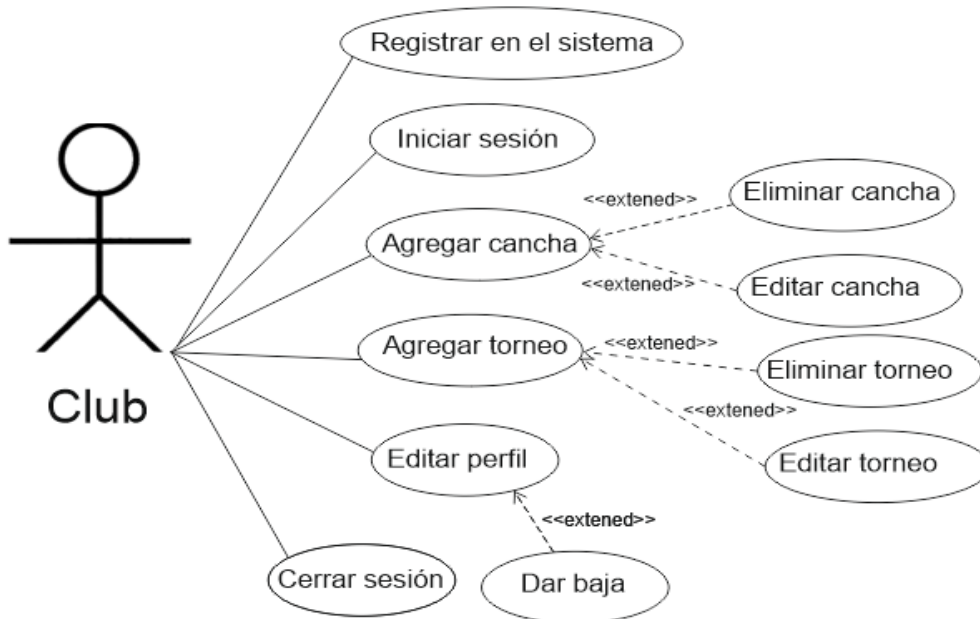 Registrar en el sistema
Iniciar sesión
Eliminar cancha
<<extened>>
Agregar cancha
<<extened>>
Editar cancha
Agregar torneo
<<extened>>
Eliminar torneo
<<extened>>
Club
Editar perfil
Editar torneo
<<extened>>
Cerrar sesión
Dar baja